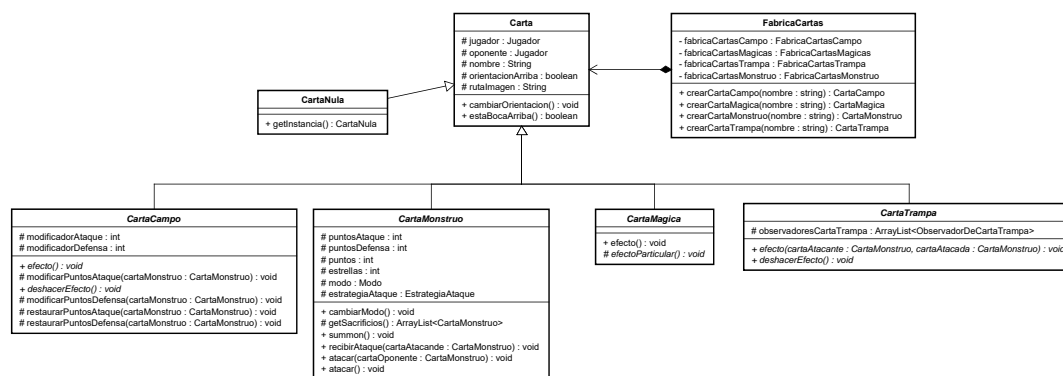 Carta
# jugador : Jugador
# oponente : Jugador
# nombre : String
# orientacionArriba : boolean
# rutaImagen : String
+ cambiarOrientacion() : void
+ estaBocaArriba() : boolean
FabricaCartas
- fabricaCartasCampo : FabricaCartasCampo
- fabricaCartasMagicas : FabricaCartasMagicas
- fabricaCartasTrampa : FabricaCartasTrampa
- fabricaCartasMonstruo : FabricaCartasMonstruo
+ crearCartaCampo(nombre : string) : CartaCampo
+ crearCartaMagica(nombre : string) : CartaMagica
+ crearCartaMonstruo(nombre : string) : CartaMonstruo
+ crearCartaTrampa(nombre : string) : CartaTrampa
CartaNula
+ getInstancia() : CartaNula
CartaCampo
# modificadorAtaque : int
# modificadorDefensa : int
+ efecto() : void
# modificarPuntosAtaque(cartaMonstruo : CartaMonstruo) : void
+ deshacerEfecto() : void
# modificarPuntosDefensa(cartaMonstruo : CartaMonstruo) : void
# restaurarPuntosAtaque(cartaMonstruo : CartaMonstruo) : void
# restaurarPuntosDefensa(cartaMonstruo : CartaMonstruo) : void
CartaMonstruo
# puntosAtaque : int
# puntosDefensa : int
# puntos : int
# estrellas : int
# modo : Modo
# estrategiaAtaque : EstrategiaAtaque
+ cambiarModo() : void
# getSacrificios() : ArrayList<CartaMonstruo>
+ summon() : void
+ recibirAtaque(cartaAtacande : CartaMonstruo) : void
+ atacar(cartaOponente : CartaMonstruo) : void
+ atacar() : void
CartaMagica
+ efecto() : void
# efectoParticular() : void
CartaTrampa
# observadoresCartaTrampa : ArrayList<ObservadorDeCartaTrampa>
+ efecto(cartaAtacante : CartaMonstruo, cartaAtacada : CartaMonstruo) : void
+ deshacerEfecto() : void